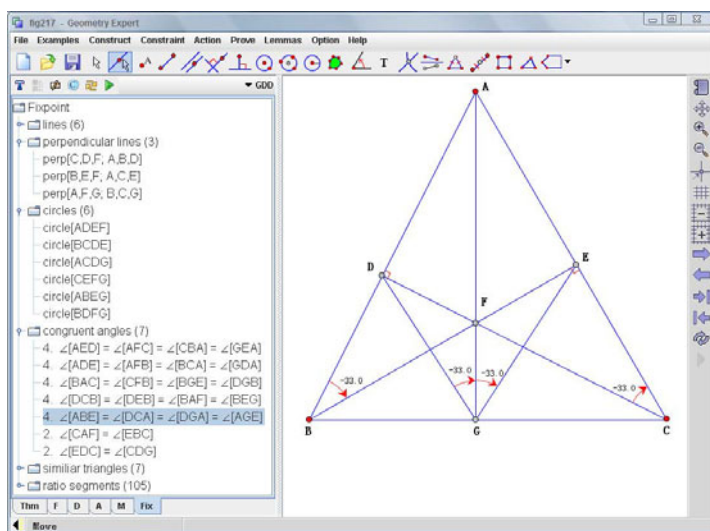 fig217 - Geometry Expert
File Examples Construct Constraint Action Prove Lemmas Option Help
A T
GDD
Fixpoint
lines (6)
perpendicular lines (3)
perp[C,D,F; A,B,D]
perp[B,E,F; A,C,E]
perp[A,F,G; B,C,G]
circles (6)
circle[ADEF]
circle[BCDE]
circle[ACDG]
circle[CEFG]
circle[ABEG]
circle[BDFG]
congruent angles (7)
4. ∠[AED] = ∠[AFC] = ∠[CBA] = ∠[GEA]
4. ∠[ADE] = ∠[AFB] = ∠[BCA] = ∠[GDA]
4. ∠[BAC] = ∠[CFB] = ∠[BGE] = ∠[DGB]
4. ∠[DCB] = ∠[DEB] = ∠[BAF] = ∠[BEG]
4. ∠[ABE] = ∠[DCA] = ∠[DGA] = ∠[AGE]
2. ∠[CAF] = ∠[EBC]
2. ∠[EDC] = ∠[CDG]
similiar triangles (7)
ratio segments (105)
Thm F D A M Fix
Move
A
D
E
F
-33.0
-33.0 -33.0
-33.0
B
G
C